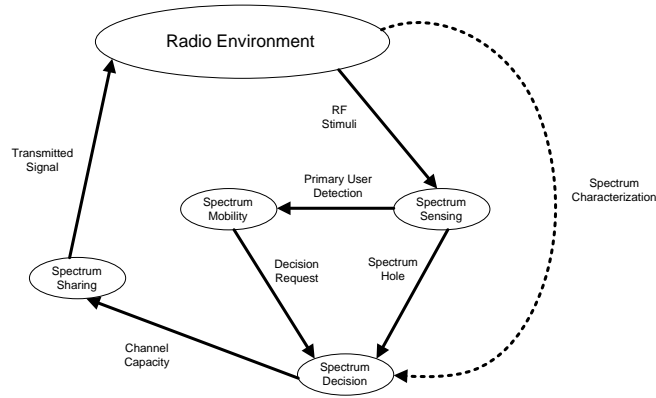 Radio Environment
RF
Stimuli
Transmitted
Signal
Primary User
Detection
Spectrum
Characterization
Spectrum
Mobility
Spectrum
Sensing
Decision
Request
Spectrum
Hole
Spectrum
Sharing
Channel
Capacity
Spectrum
Decision